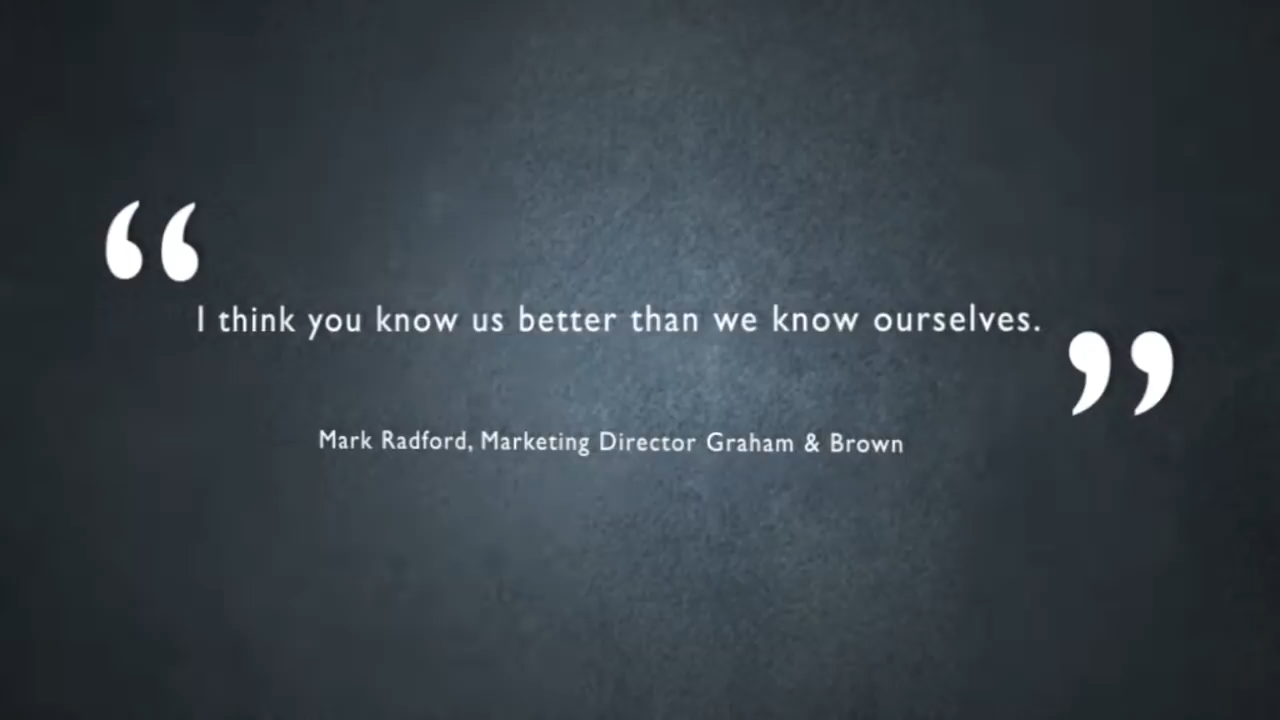 “I think you know us better than we know ourselves.”
Mark Radford, Marketing Director Graham & Brown